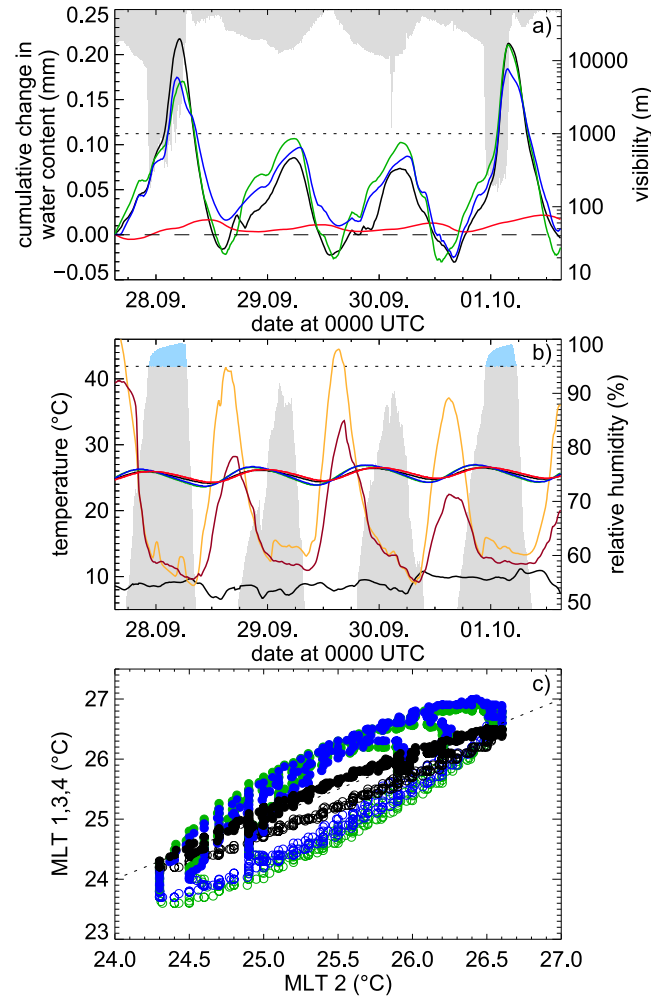 a)
cumulative change in
water content (mm)
0.25
0.20
0.15
0.10
0.05
0.00
−0.05
10000
1000
100
10
visibility (m)
28.09. 29.09. 30.09. 01.10.
date at 0000 UTC
b)
temperature (°C)
40
30
20
10
100
90
80
70
60
50
relative humidity (%)
28.09. 29.09. 30.09. 01.10.
date at 0000 UTC
c)
MLT 1,3,4 (°C)
27
26
25
24
23
24.0 24.5 25.0 25.5 26.0 26.5 27.0
MLT 2 (°C)